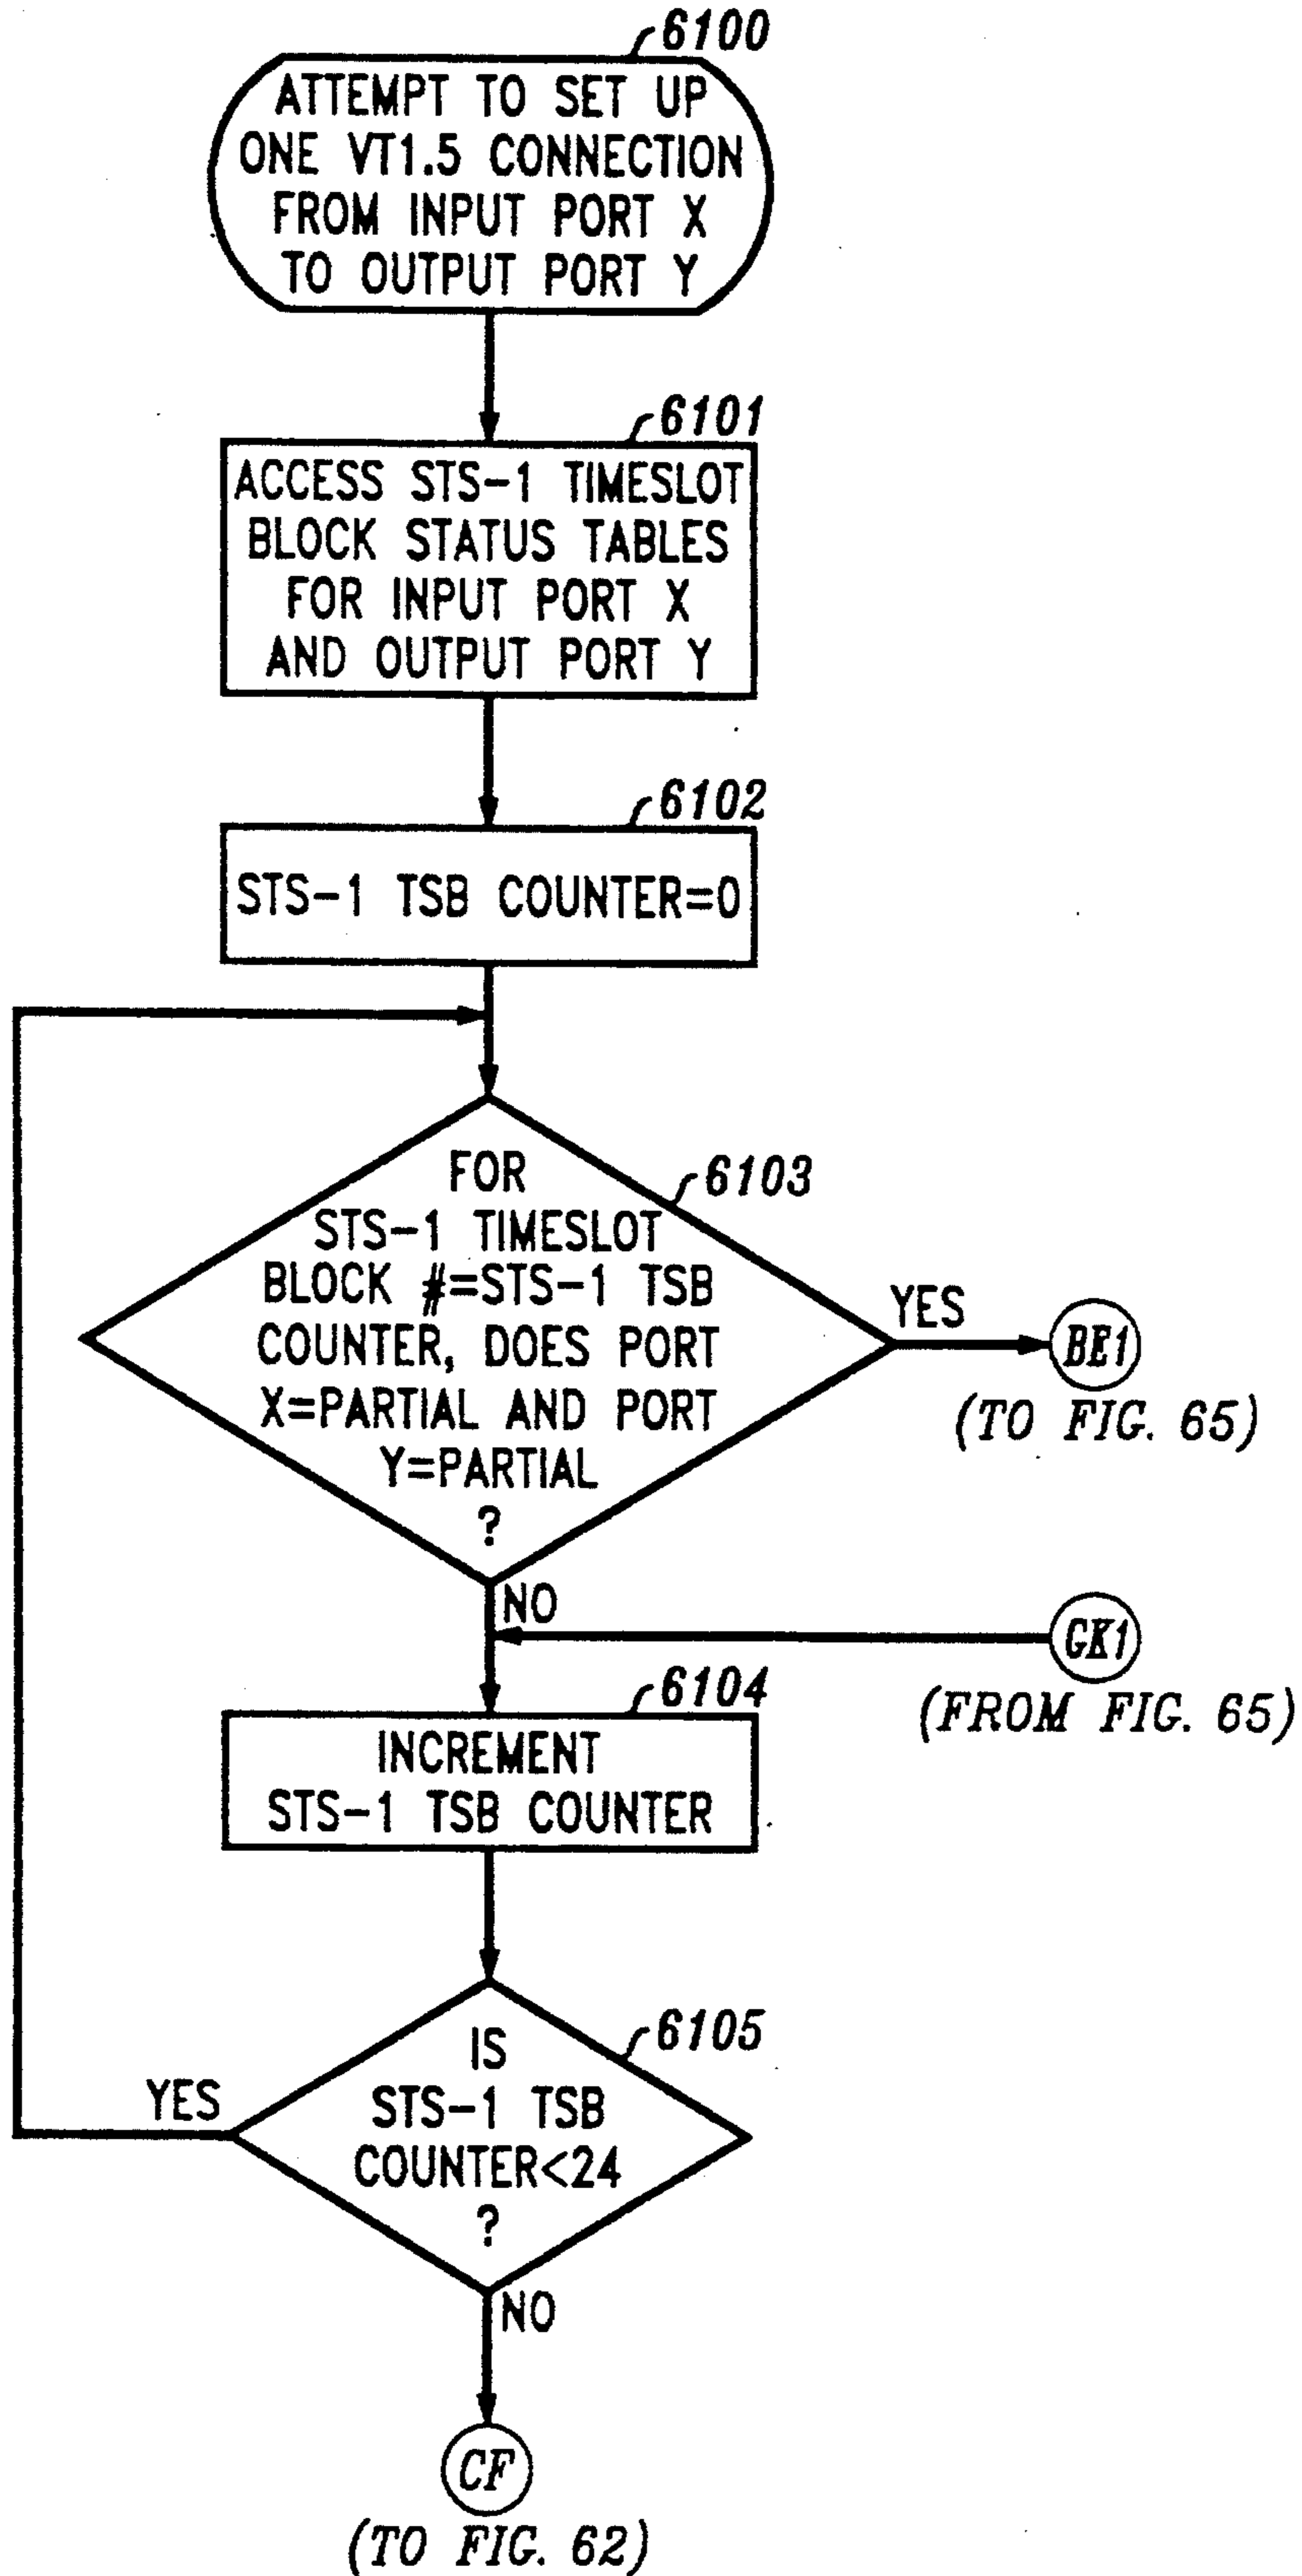 6100
ATTEMPT TO SET UP
ONE VT1.5 CONNECTION
FROM INPUT PORT X
TO OUTPUT PORT Y
6101
ACCESS STS-1 TIMESLOT
BLOCK STATUS TABLES
FOR INPUT PORT X
AND OUTPUT PORT Y
6102
STS-1 TSB COUNTER=0
6103
FOR
STS-1 TIMESLOT
BLOCK #=STS-1 TSB
COUNTER, DOES PORT
X=PARTIAL AND PORT
Y=PARTIAL
?
YES
BE1
(TO FIG. 65)
NO
GK1
(FROM FIG. 65)
6104
INCREMENT
STS-1 TSB COUNTER
6105
IS
STS-1 TSB
COUNTER<24
?
YES
NO
CF
(TO FIG. 62)